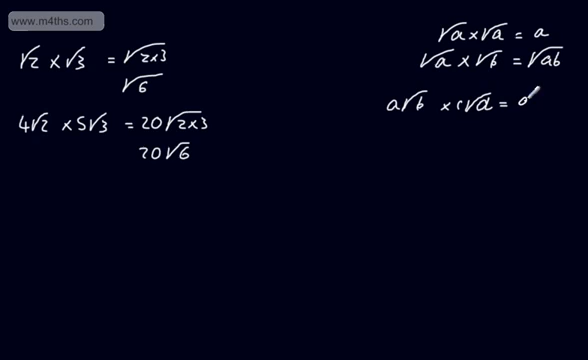 www.m4ths.com
√2 × √3 = √2×3
√6
4√2 × 5√3 = 20√2×3
20√6
√a × √a = a
√a × √b = √ab
a√b × c√d = a